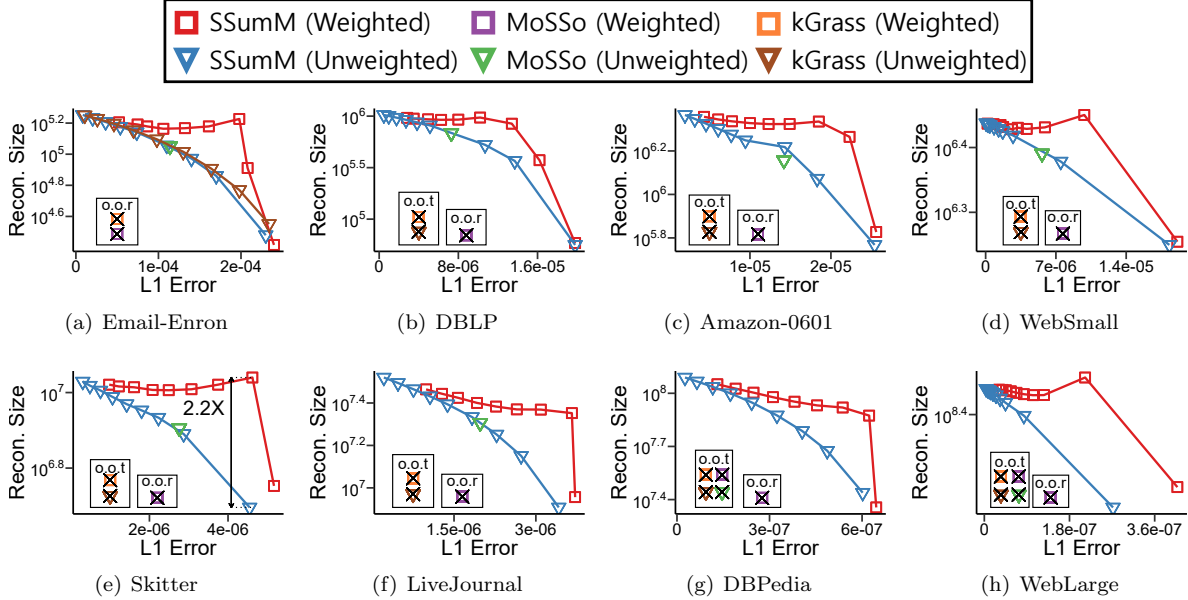 SSumM (Weighted) MoSSo (Weighted) kGrass (Weighted)
SSumM (Unweighted) MoSSo (Unweighted) kGrass (Unweighted)
Recon. Size
10^5.2
10^5
10^4.8
10^4.6
o.o.r
0 1e-04 2e-04
L1 Error
(a) Email-Enron
Recon. Size
10^6
10^5.5
10^5
o.o.t
o.o.r
0 8e-06 1.6e-05
L1 Error
(b) DBLP
Recon. Size
10^6.2
10^6
10^5.8
o.o.t
o.o.r
1e-05 2e-05
L1 Error
(c) Amazon-0601
Recon. Size
10^6.4
10^6.3
o.o.t
o.o.r
0 7e-06 1.4e-05
L1 Error
(d) WebSmall
Recon. Size
10^7
10^6.8
2.2X
o.o.t
o.o.r
2e-06 4e-06
L1 Error
(e) Skitter
Recon. Size
10^7.4
10^7.2
10^7
o.o.t
o.o.r
1.5e-06 3e-06
L1 Error
(f) LiveJournal
Recon. Size
10^8
10^7.7
10^7.4
o.o.t
o.o.r
0 3e-07 6e-07
L1 Error
(g) DBPedia
Recon. Size
10^8.4
o.o.t
o.o.r
0 1.8e-07 3.6e-07
L1 Error
(h) WebLarge